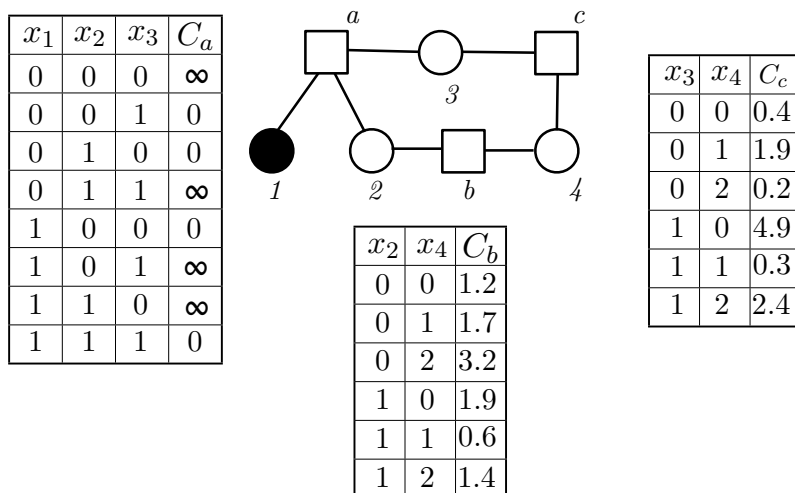 x₁ x₂ x₃ Cₐ
0 0 0 ∞
0 0 1 0
0 1 0 0
0 1 1 ∞
1 0 0 0
1 0 1 ∞
1 1 0 ∞
1 1 1 0
a
c
3
1
2
b
4
x₂ x₄ C_b
0 0 1.2
0 1 1.7
0 2 3.2
1 0 1.9
1 1 0.6
1 2 1.4
x₃ x₄ C_c
0 0 0.4
0 1 1.9
0 2 0.2
1 0 4.9
1 1 0.3
1 2 2.4